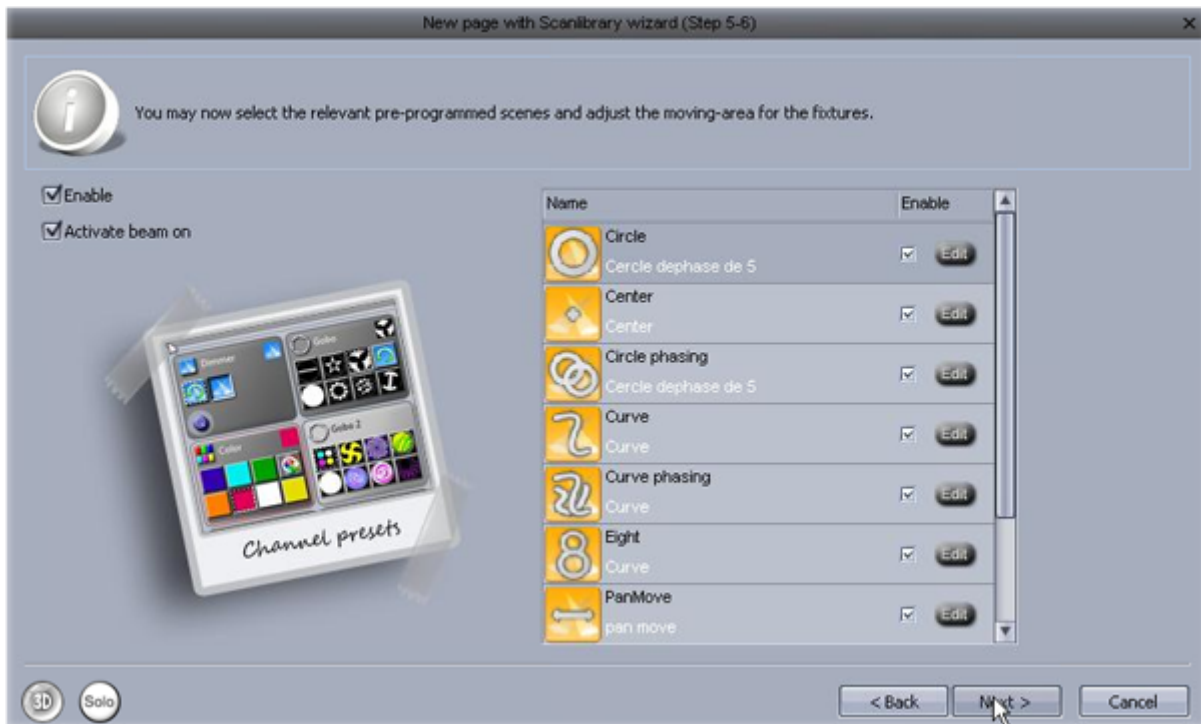 New page with Scanlibrary wizard (Step 5-6)
You may now select the relevant pre-programmed scenes and adjust the moving-area for the fixtures.
Enable
Activate beam on
Dimmer
Gobo
Color
Gobo 2
Channel presets
Name Enable
Circle
Cercle dephase de 5
Edit
Center
Center
Edit
Circle phasing
Cercle dephase de 5
Edit
Curve
Curve
Edit
Curve phasing
Curve
Edit
Eight
Curve
Edit
PanMove
pan move
Edit
3D Solo
< Back Next > Cancel